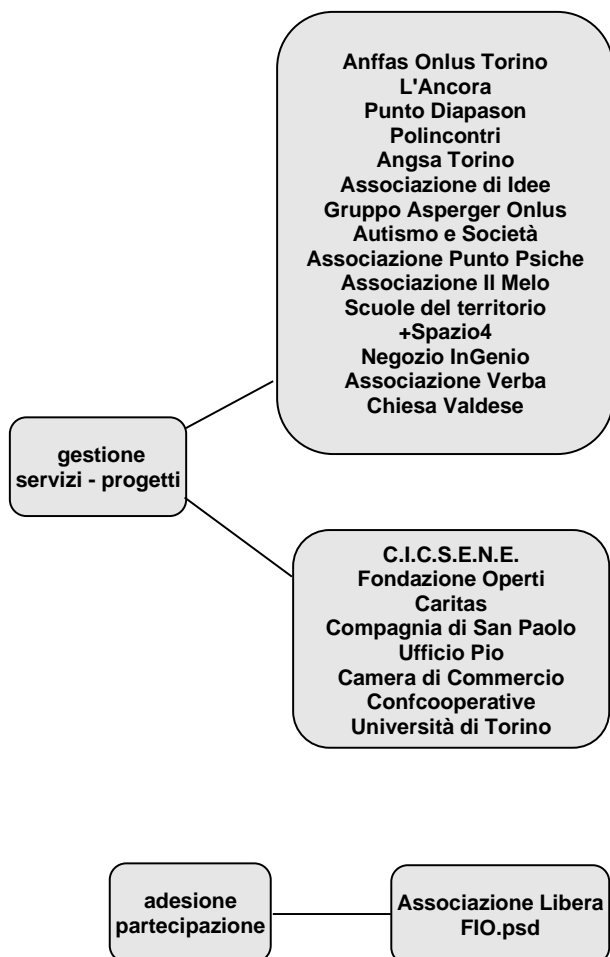 Anffas Onlus Torino
L'Ancora
Punto Diapason
Polincontri
Angsa Torino
Associazione di Idee
Gruppo Asperger Onlus
Autismo e Società
Associazione Punto Psiche
Associazione Il Melo
Scuole del territorio
+Spazio4
Negozio InGenio
Associazione Verba
Chiesa Valdese
gestione
servizi - progetti
C.I.C.S.E.N.E.
Fondazione Operti
Caritas
Compagnia di San Paolo
Ufficio Pio
Camera di Commercio
Confcooperative
Università di Torino
adesione
partecipazione
Associazione Libera
FIO.psd